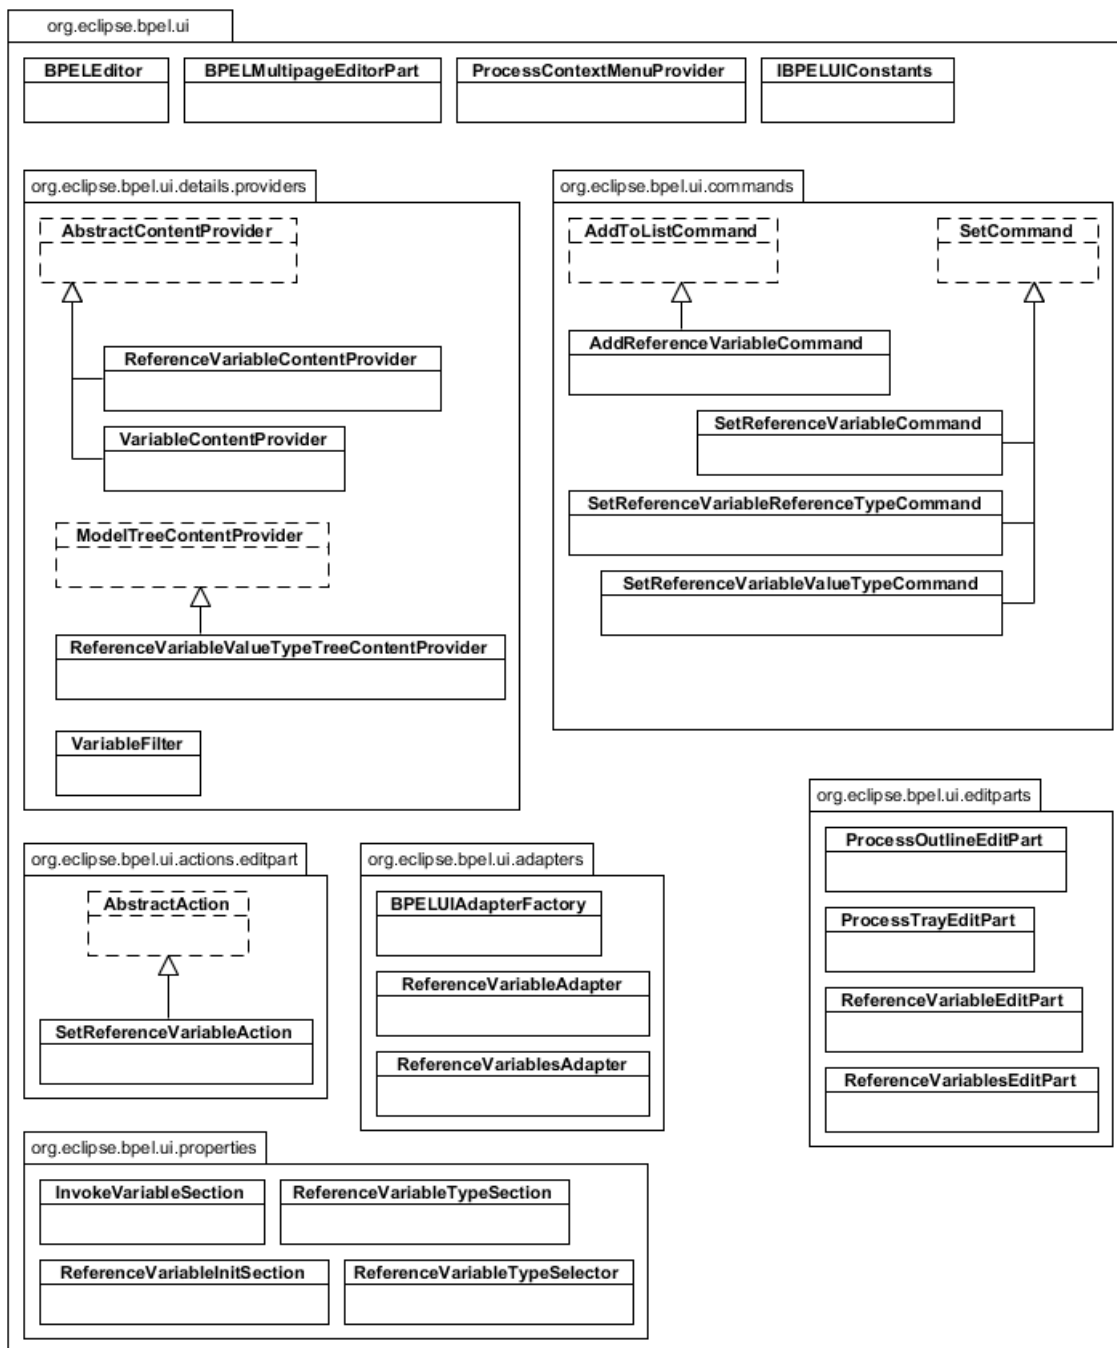 org.eclipse.bpel.ui
BPELEditor
BPELMultipageEditorPart
ProcessContextMenuProvider
IBPELUIConstants
org.eclipse.bpel.ui.details.providers
AbstractContentProvider
ReferenceVariableContentProvider
VariableContentProvider
ModelTreeContentProvider
ReferenceVariableValueTypeTreeContentProvider
VariableFilter
org.eclipse.bpel.ui.commands
AddToListCommand
SetCommand
AddReferenceVariableCommand
SetReferenceVariableCommand
SetReferenceVariableReferenceTypeCommand
SetReferenceVariableValueTypeCommand
org.eclipse.bpel.ui.actions.editpart
AbstractAction
SetReferenceVariableAction
org.eclipse.bpel.ui.adapters
BPELUIAdapterFactory
ReferenceVariableAdapter
ReferenceVariablesAdapter
org.eclipse.bpel.ui.editparts
ProcessOutlineEditPart
ProcessTrayEditPart
ReferenceVariableEditPart
ReferenceVariablesEditPart
org.eclipse.bpel.ui.properties
InvokeVariableSection
ReferenceVariableTypeSection
ReferenceVariableInitSection
ReferenceVariableTypeSelector